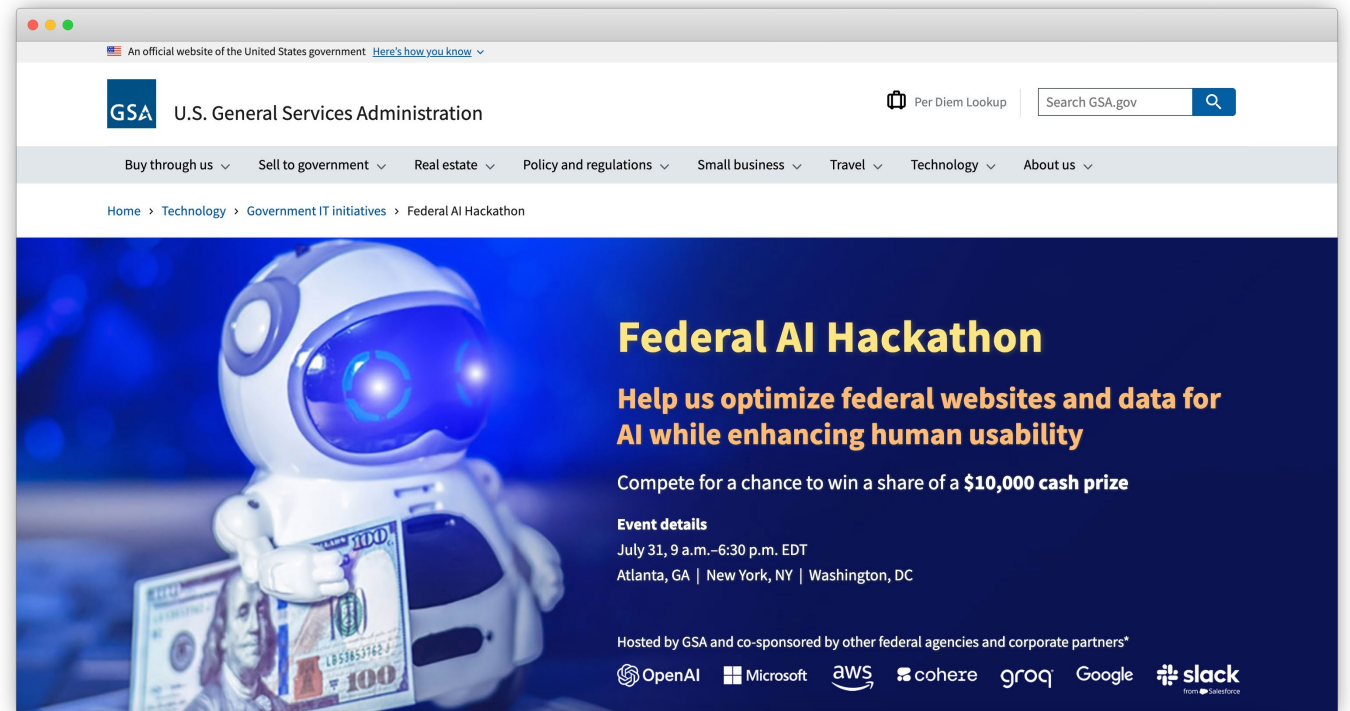 An official website of the United States government Here's how you know
GSA
U.S. General Services Administration
Per Diem Lookup
Search GSA.gov
Buy through us
Sell to government
Real estate
Policy and regulations
Small business
Travel
Technology
About us
Home › Technology › Government IT initiatives › Federal AI Hackathon
Federal AI Hackathon
Help us optimize federal websites and data for
AI while enhancing human usability
Compete for a chance to win a share of a $10,000 cash prize
Event details
July 31, 9 a.m.–6:30 p.m. EDT
Atlanta, GA | New York, NY | Washington, DC
Hosted by GSA and co-sponsored by other federal agencies and corporate partners*
OpenAI
Microsoft
aws
cohere
groq
Google
slack
from Salesforce
100
100